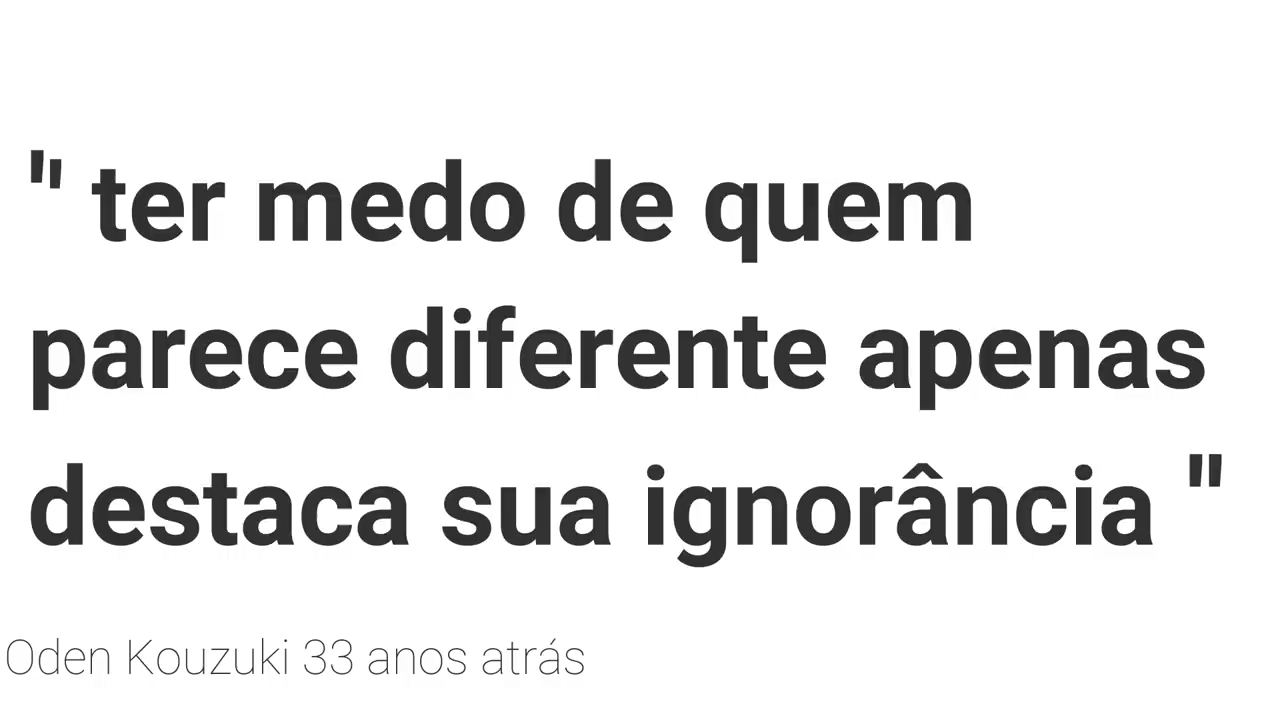 " ter medo de quem
parece diferente apenas
destaca sua ignorância "
Oden Kouzuki 33 anos atrás